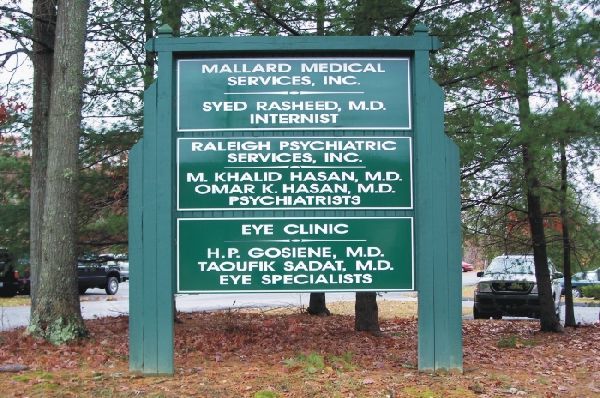 MALLARD MEDICAL
SERVICES, INC.
SYED RASHEED, M.D.
INTERNIST
RALEIGH PSYCHIATRIC
SERVICES, INC.
M. KHALID HASAN, M.D.
OMAR K. HASAN, M.D.
PSYCHIATRISTS
EYE CLINIC
H.P. GOSIENE, M.D.
TAOUFIK SADAT, M.D.
EYE SPECIALISTS